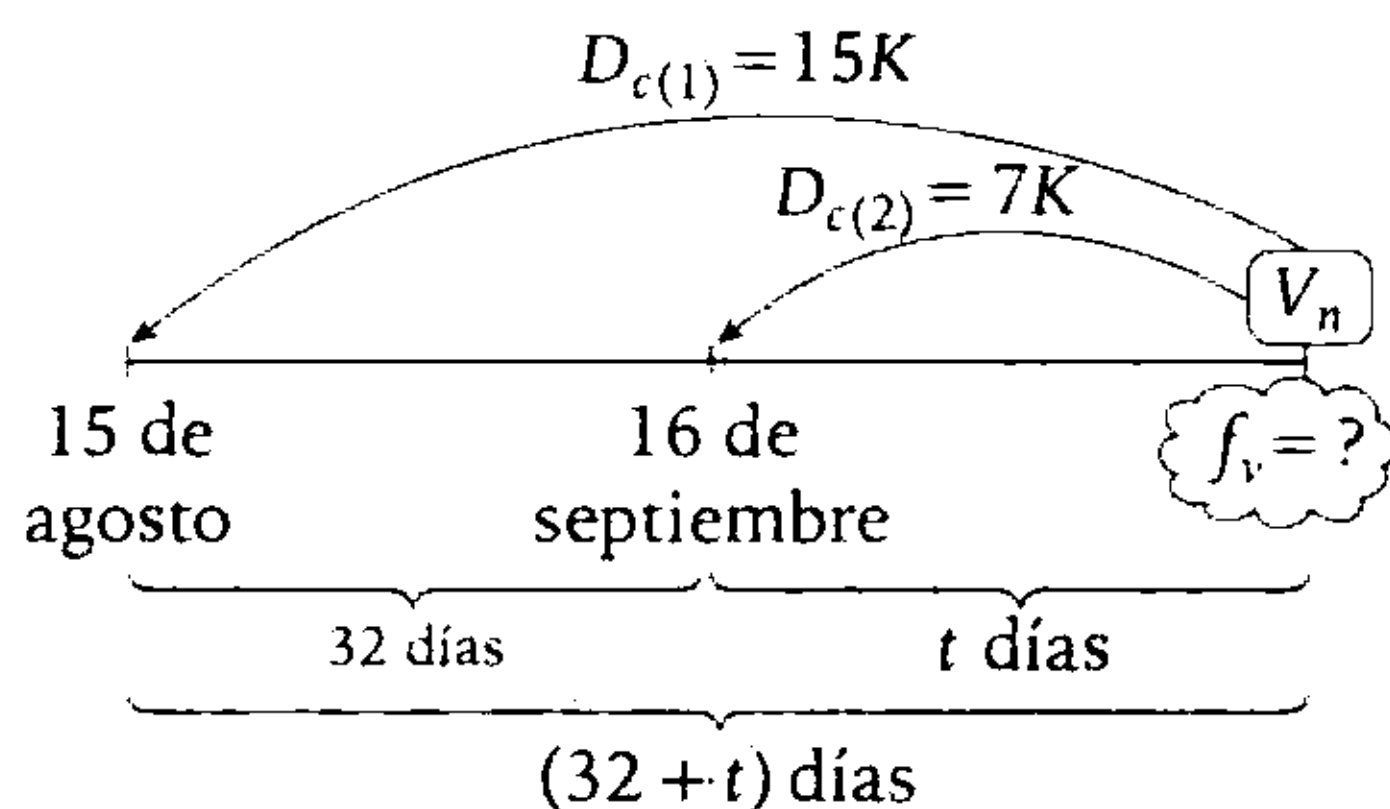 D_{c(1)} = 15K
D_{c(2)} = 7K
V_n
15 de agosto
16 de septiembre
f_v = ?
32 días
t días
(32 + t) días